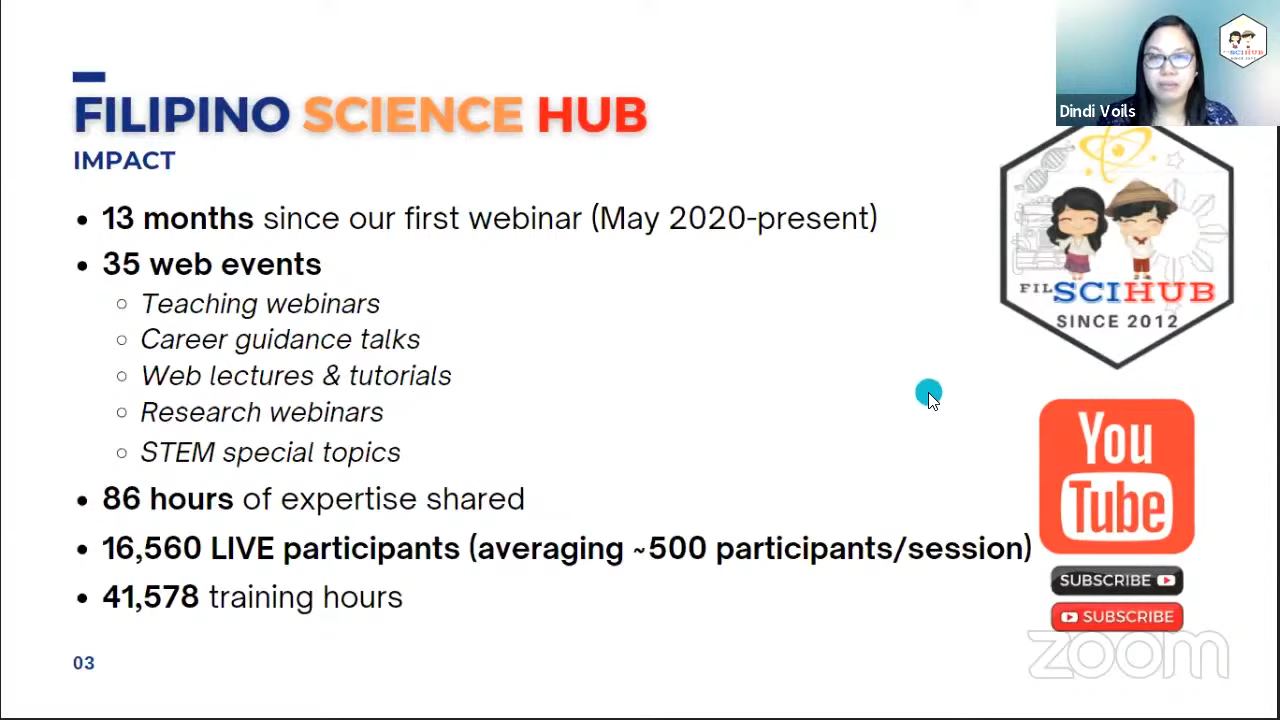 FILIPINO SCIENCE HUB
IMPACT
• 13 months since our first webinar (May 2020-present)
• 35 web events
○ Teaching webinars
○ Career guidance talks
○ Web lectures & tutorials
○ Research webinars
○ STEM special topics
• 86 hours of expertise shared
• 16,560 LIVE participants (averaging ~500 participants/session)
• 41,578 training hours
03
SCIHUB
SINCE 2012
Dindi Voils
FIL SCIHUB
SINCE 2012
You
Tube
SUBSCRIBE
SUBSCRIBE
zoom